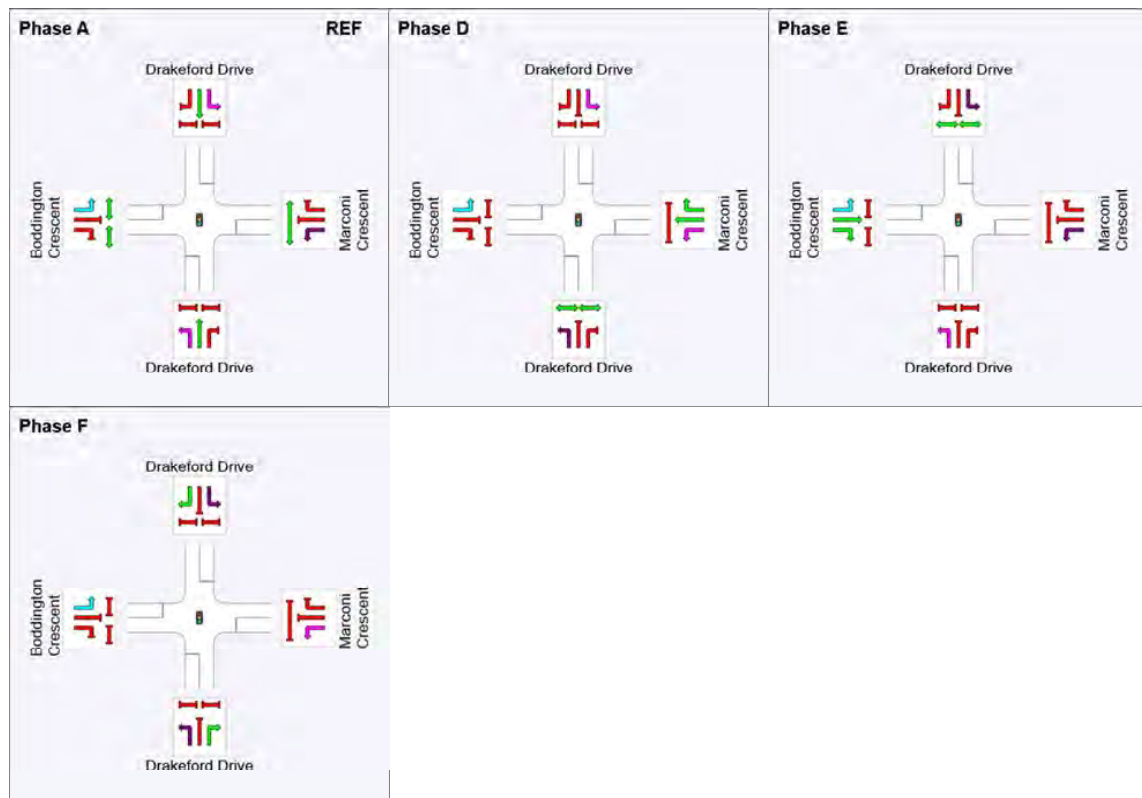 Phase A REF
Drakeford Drive
Boddington
Crescent
Marconi
Crescent
Drakeford Drive
Phase D
Drakeford Drive
Boddington
Crescent
Marconi
Crescent
Drakeford Drive
Phase E
Drakeford Drive
Boddington
Crescent
Marconi
Crescent
Drakeford Drive
Phase F
Drakeford Drive
Boddington
Crescent
Marconi
Crescent
Drakeford Drive